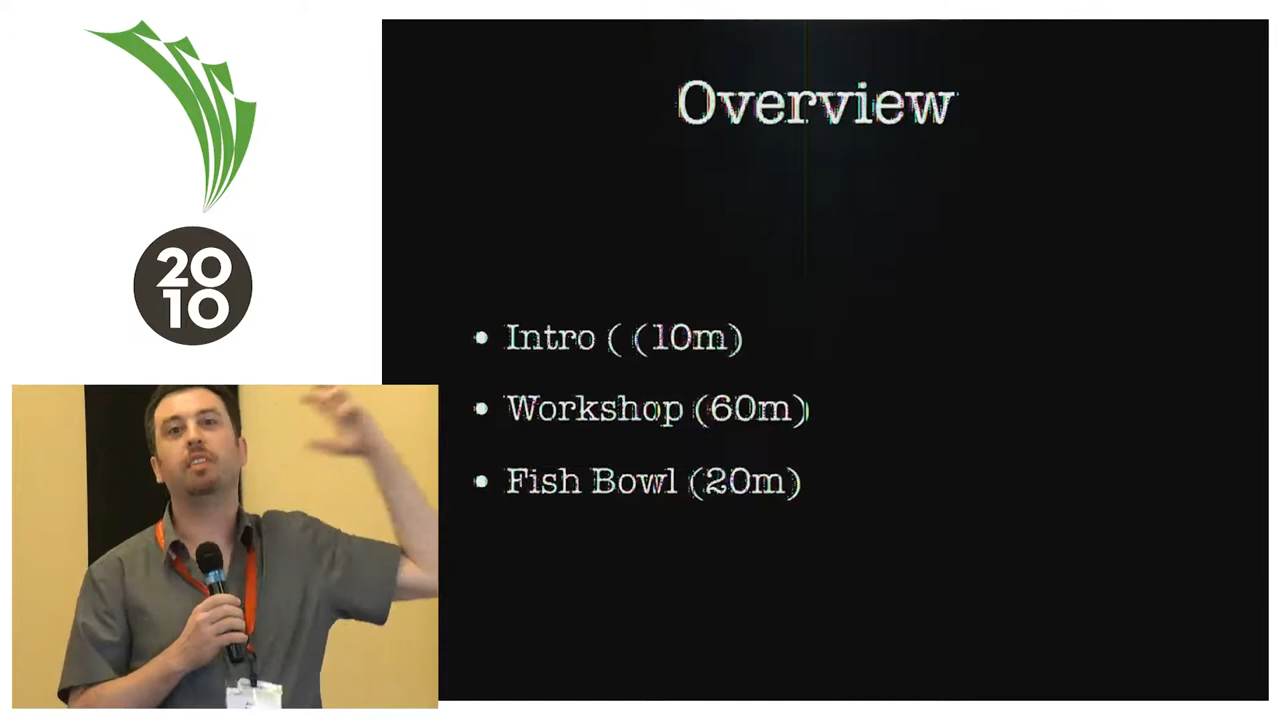 20
10
Overview
• Intro ( (10m)
• Workshop (60m)
• Fish Bowl (20m)